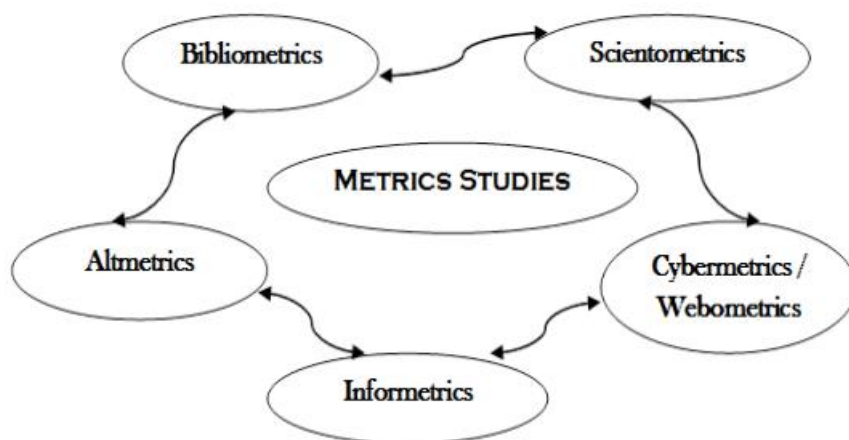 Bibliometrics
Scientometrics
METRICS STUDIES
Altmetrics
Cybermetrics /
Webometrics
Informetrics